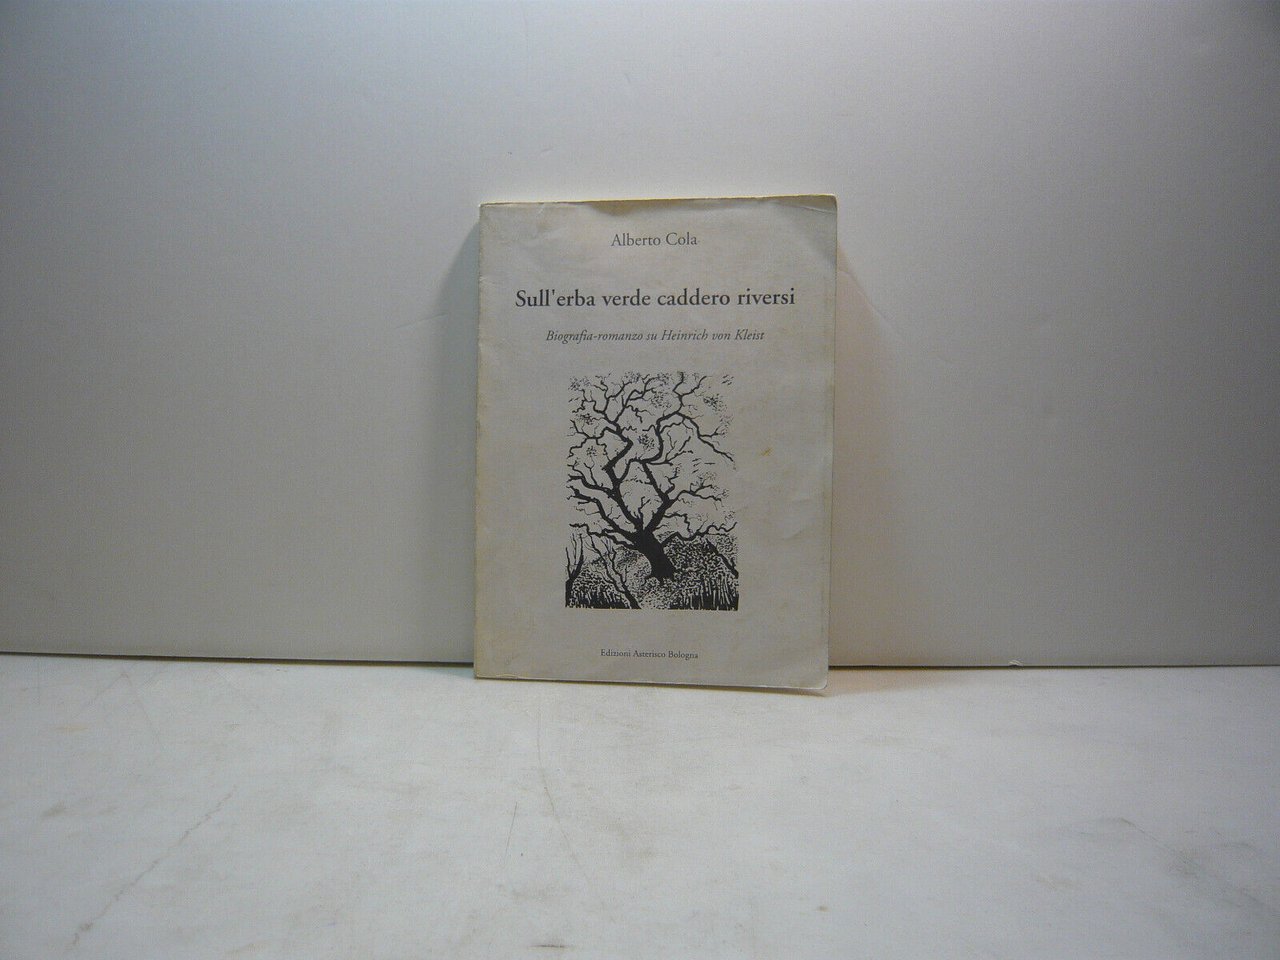 Alberto Cola
Sull'erba verde caddero riversi
Biografia-romanzo su Heinrich von Kleist
Edizioni Asterisco Bologna